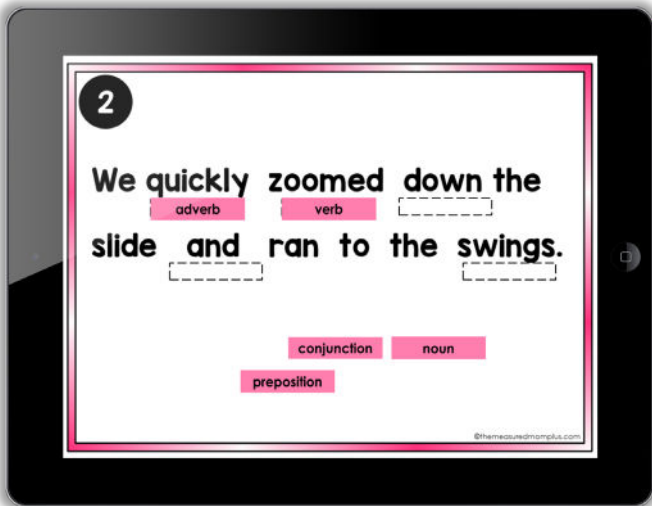 2
We quickly zoomed down the
adverb verb
slide and ran to the swings.
conjunction noun
preposition
©themeasuredmomplus.com